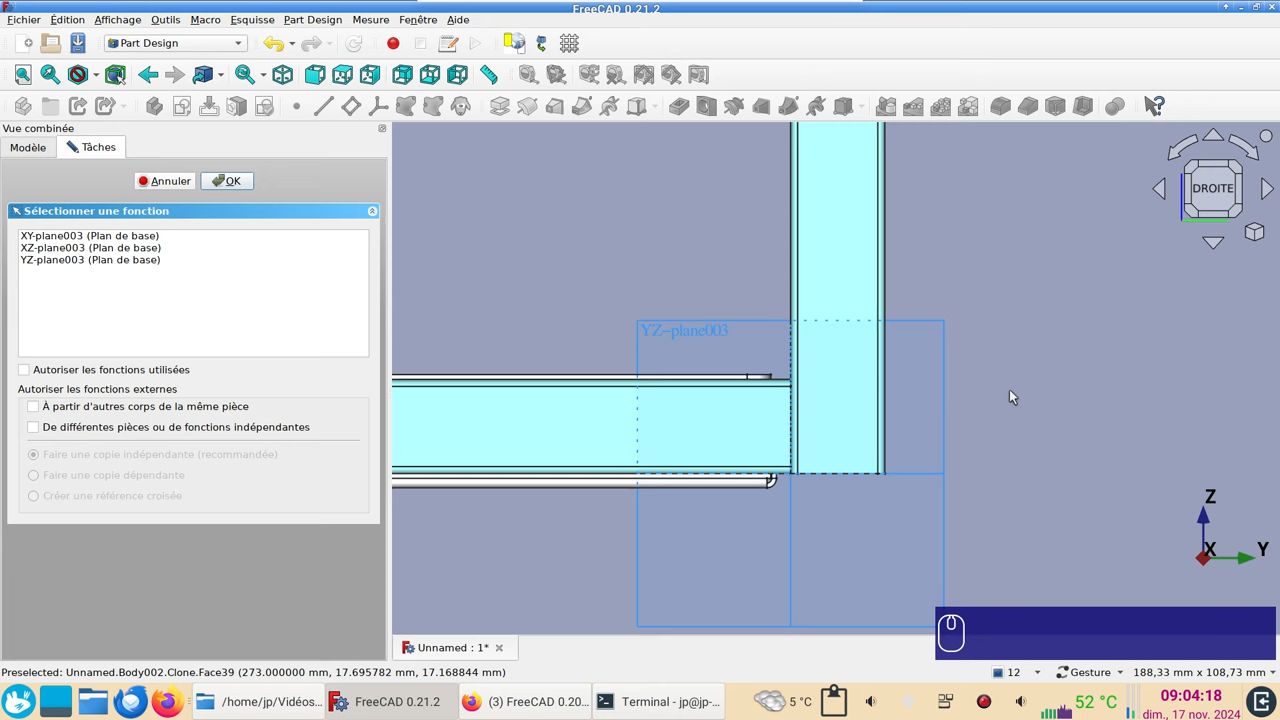 FreeCAD 0.21.2
Fichier Édition Affichage Outils Macro Esquisse Part Design Mesure Fenêtre Aide
Part Design
Vue combinée
Modèle Tâches
Annuler OK
Sélectionner une fonction
XY-plane003 (Plan de base)
XZ-plane003 (Plan de base)
YZ-plane003 (Plan de base)
Autoriser les fonctions utilisées
Autoriser les fonctions externes
À partir d'autres corps de la même pièce
De différentes pièces ou de fonctions indépendantes
Faire une copie indépendante (recommandée)
Faire une copie dépendante
Créer une référence croisée
YZ-plane003
DROITE
Z
X Y
Unnamed : 1*
Preselected: Unnamed.Body002.Clone.Face39 (273.000000 mm, 17.695782 mm, 17.168844 mm)
12 Gesture 188,33 mm × 108,73 mm
/home/jp/Vidéos... FreeCAD 0.21.2 (3) FreeCAD 0.20... Terminal - jp@jp-... 5 °C 52 °C 09:04:18
dim., 17 nov. 2024